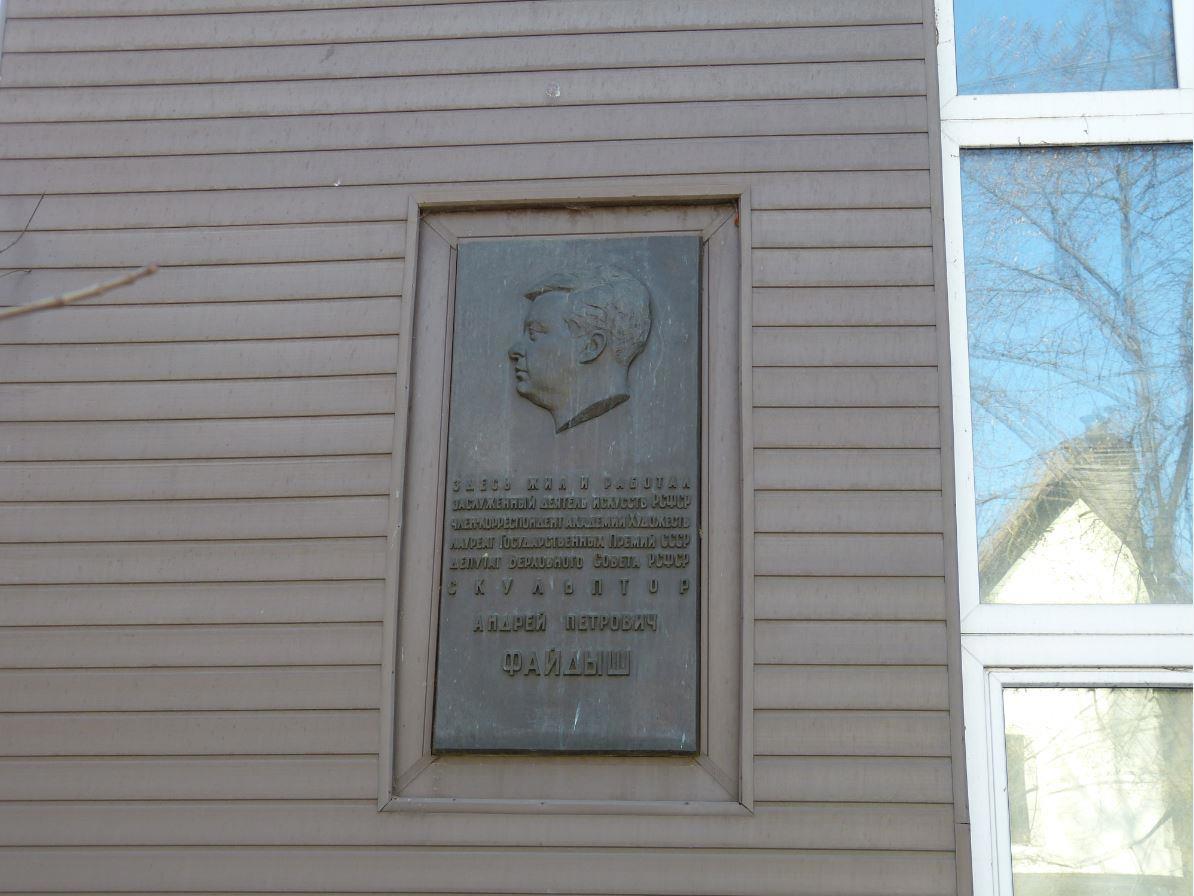 ЗДЕСЬ ЖИЛ И РАБОТАЛ
ЗАСЛУЖЕННЫЙ ДЕЯТЕЛЬ ИСКУССТВ РСФСР
ЧЛЕН-КОРРЕСПОНДЕНТ АКАДЕМИИ ХУДОЖЕСТВ
ЛАУРЕАТ ГОСУДАРСТВЕННЫХ ПРЕМИЙ СССР
ДЕПУТАТ ВЕРХОВНОГО СОВЕТА РСФСР
СКУЛЬПТОР
АНДРЕЙ ПЕТРОВИЧ
ФАЙДЫШ